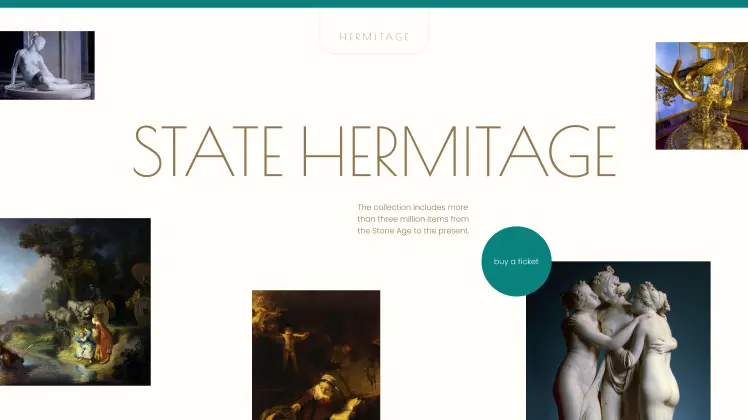 HERMITAGE
STATE HERMITAGE
The collection includes more
than three million items from
the Stone Age to the present
buy a ticket